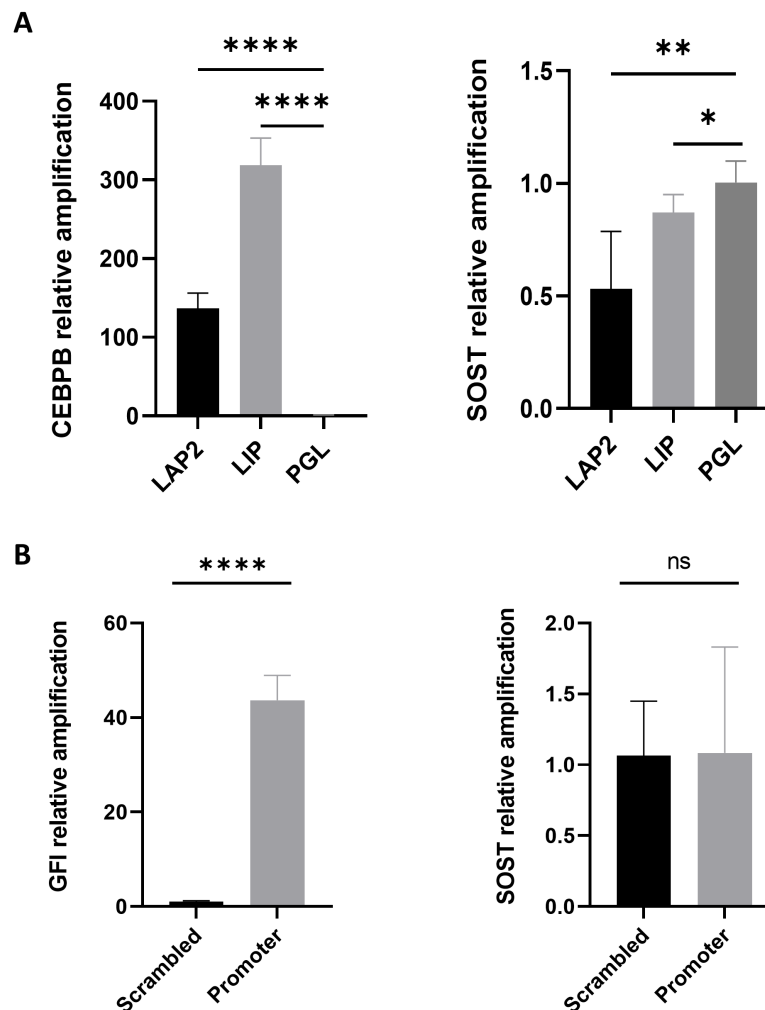 A
CEBPB relative amplification
400
300
200
100
0
****
****
LAP2
LIP
PGL
SOST relative amplification
1.5
1.0
0.5
0.0
**
*
LAP2
LIP
PGL
B
GFI relative amplification
60
40
20
0
****
Scrambled
Promoter
SOST relative amplification
2.0
1.5
1.0
0.5
0.0
ns
Scrambled
Promoter